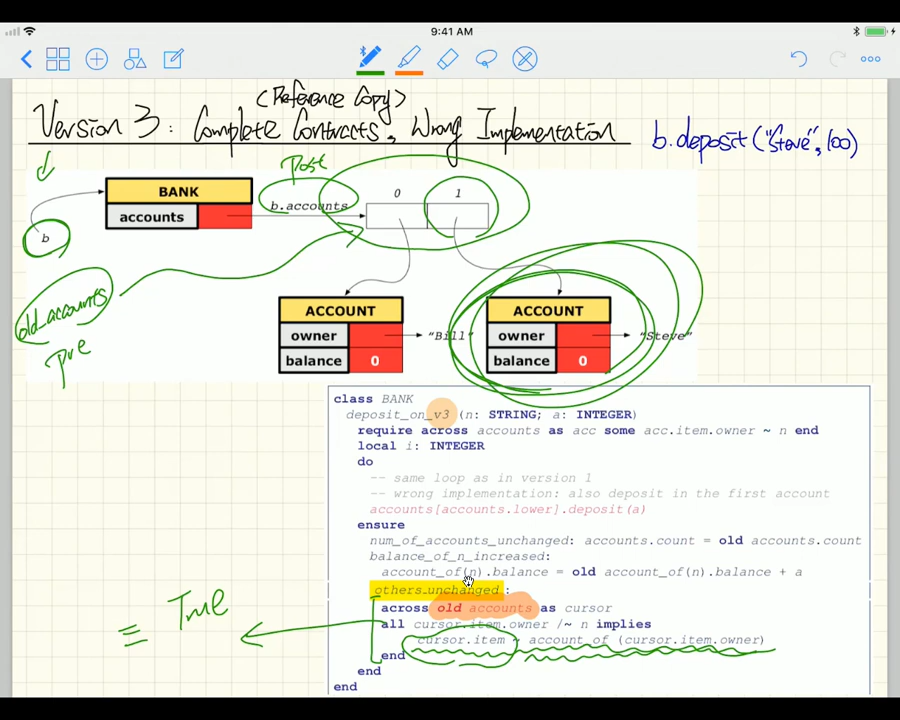 9:41 AM
(Reference Copy)
Version 3: Complete Contracts, Wrong Implementation
b.deposit("Steve", 100)
Post
BANK
accounts
b.accounts
0 1
b
old_accounts
Pre
ACCOUNT
owner
balance 0
"Bill"
ACCOUNT
owner
balance 0
"Steve"
class BANK
deposit_on_v3 (n: STRING; a: INTEGER)
require across accounts as acc some acc.item.owner ~ n end
local i: INTEGER
do
-- same loop as in version 1
-- wrong implementation: also deposit in the first account
accounts[accounts.lower].deposit(a)
ensure
num_of_accounts_unchanged: accounts.count = old accounts.count
balance_of_n_increased:
account_of(n).balance = old account_of(n).balance + a
others_unchanged :
across old accounts as cursor
all cursor.item.owner /~ n implies
cursor.item ~ account_of (cursor.item.owner)
end
end
end
≡ True